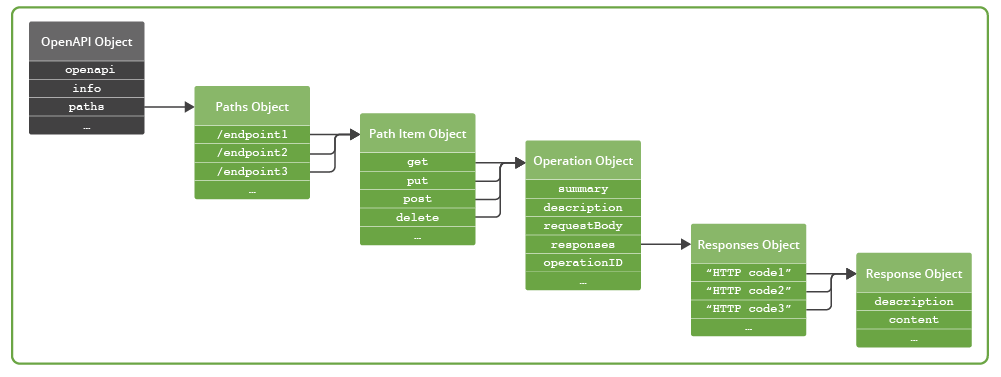 OpenAPI Object
openapi
info
paths
…
Paths Object
/endpoint1
/endpoint2
/endpoint3
…
Path Item Object
get
put
post
delete
…
Operation Object
summary
description
requestBody
responses
operationID
…
Responses Object
“HTTP code1”
“HTTP code2”
“HTTP code3”
…
Response Object
description
content
…